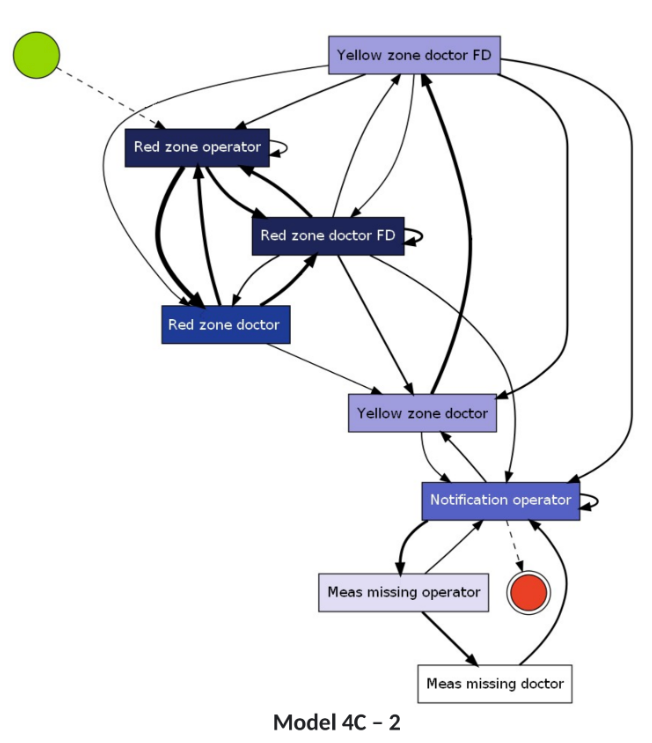 Yellow zone doctor FD
Red zone operator
Red zone doctor FD
Red zone doctor
Yellow zone doctor
Notification operator
Meas missing operator
Meas missing doctor
Model 4C – 2